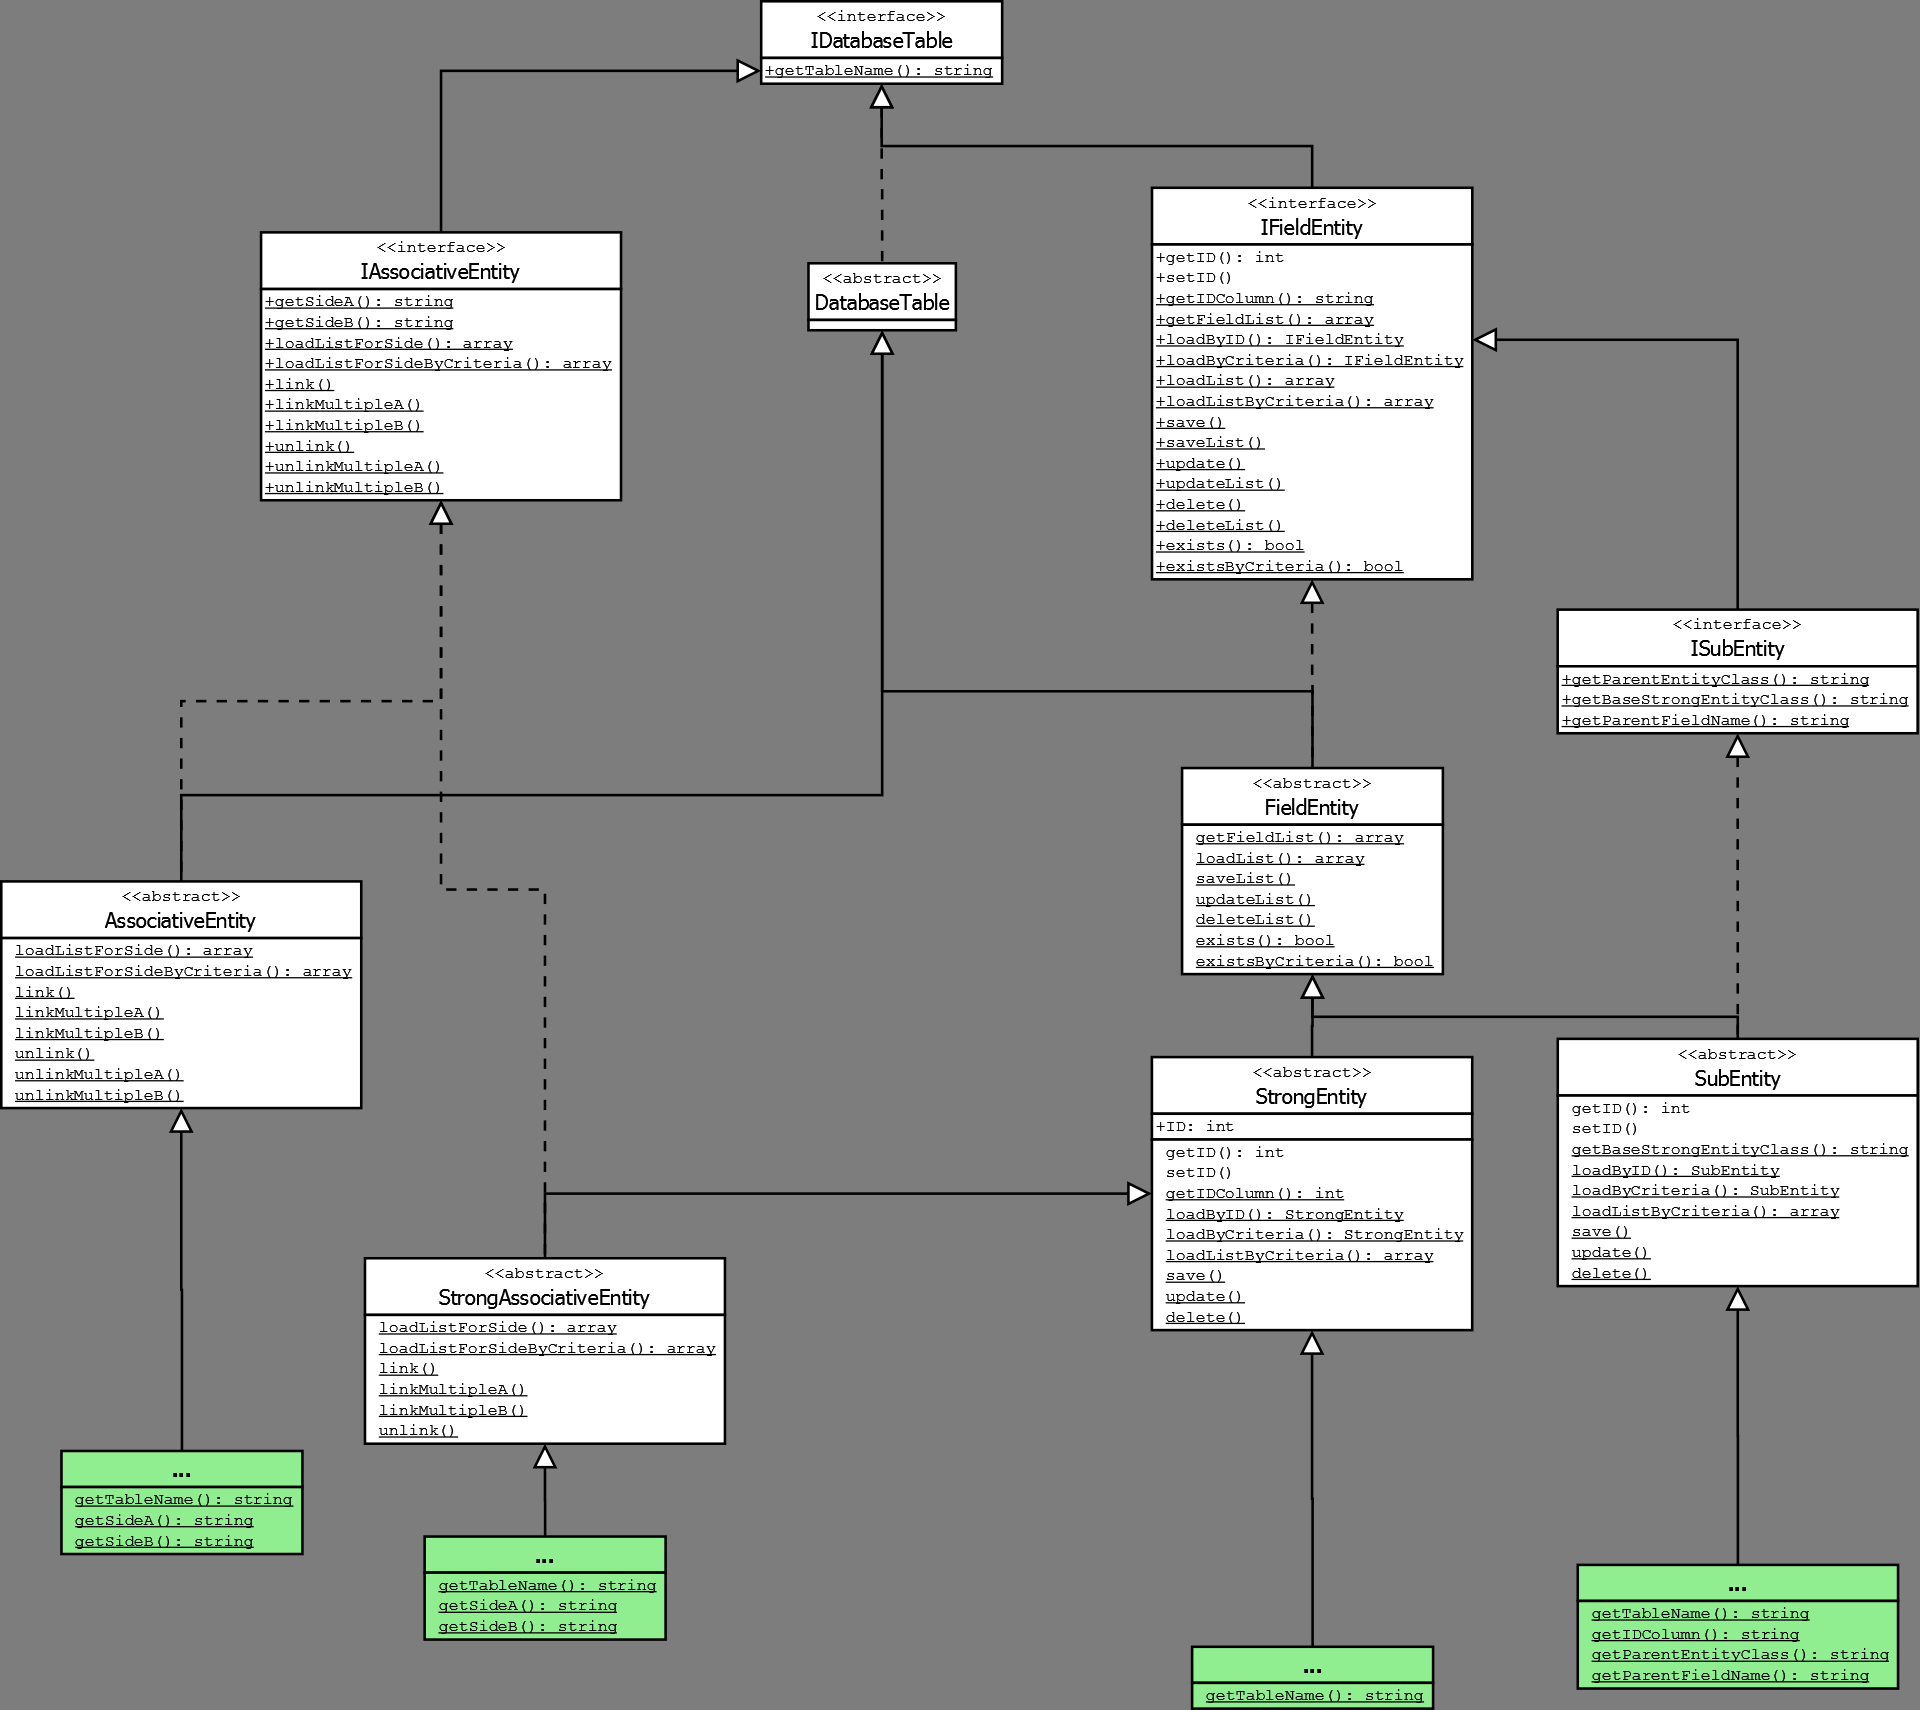 <<interface>>
IDatabaseTable
+getTableName(): string
<<interface>>
IAssociativeEntity
+getSideA(): string
+getSideB(): string
+loadListForSide(): array
+loadListForSideByCriteria(): array
+link()
+linkMultipleA()
+linkMultipleB()
+unlink()
+unlinkMultipleA()
+unlinkMultipleB()
<<abstract>>
DatabaseTable
<<interface>>
IFieldEntity
+getID(): int
+setID()
+getIDColumn(): string
+getFieldList(): array
+loadByID(): IFieldEntity
+loadByCriteria(): IFieldEntity
+loadList(): array
+loadListByCriteria(): array
+save()
+saveList()
+update()
+updateList()
+delete()
+deleteList()
+exists(): bool
+existsByCriteria(): bool
<<interface>>
ISubEntity
+getParentEntityClass(): string
+getBaseStrongEntityClass(): string
+getParentFieldName(): string
<<abstract>>
FieldEntity
getFieldList(): array
loadList(): array
saveList()
updateList()
deleteList()
exists(): bool
existsByCriteria(): bool
<<abstract>>
AssociativeEntity
loadListForSide(): array
loadListForSideByCriteria(): array
link()
linkMultipleA()
linkMultipleB()
unlink()
unlinkMultipleA()
unlinkMultipleB()
<<abstract>>
StrongEntity
+ID: int
getID(): int
setID()
getIDColumn(): int
loadByID(): StrongEntity
loadByCriteria(): StrongEntity
loadListByCriteria(): array
save()
update()
delete()
<<abstract>>
SubEntity
getID(): int
setID()
getBaseStrongEntityClass(): string
loadByID(): SubEntity
loadByCriteria(): SubEntity
loadListByCriteria(): array
save()
update()
delete()
<<abstract>>
StrongAssociativeEntity
loadListForSide(): array
loadListForSideByCriteria(): array
link()
linkMultipleA()
linkMultipleB()
unlink()
...
getTableName(): string
getSideA(): string
getSideB(): string
...
getTableName(): string
getSideA(): string
getSideB(): string
...
getTableName(): string
...
getTableName(): string
getIDColumn(): string
getParentEntityClass(): string
getParentFieldName(): string